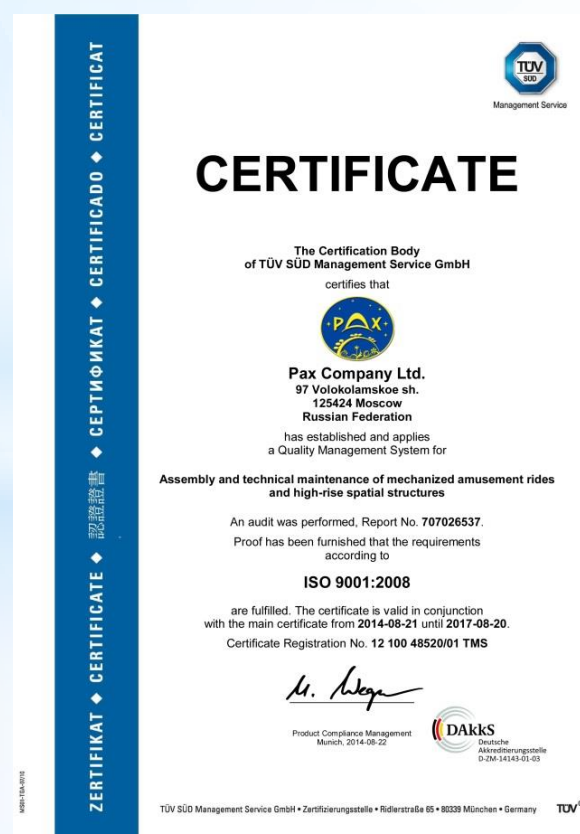 TÜV
SÜD
Management Service
CERTIFICATE
The Certification Body
of TÜV SÜD Management Service GmbH
certifies that
PAX
Pax Company Ltd.
97 Volokolamskoe sh.
125424 Moscow
Russian Federation
has established and applies
a Quality Management System for
Assembly and technical maintenance of mechanized amusement rides
and high-rise spatial structures
An audit was performed, Report No. 707026537.
Proof has been furnished that the requirements
according to
ISO 9001:2008
are fulfilled. The certificate is valid in conjunction
with the main certificate from 2014-08-21 until 2017-08-20.
Certificate Registration No. 12 100 48520/01 TMS
Product Compliance Management
Munich, 2014-08-22
DAkkS
Deutsche
Akkreditierungsstelle
D-ZM-14143-01-03
TÜV SÜD Management Service GmbH • Zertifizierungsstelle • Ridlerstraße 65 • 80339 München • Germany
TÜV®
ZERTIFIKAT ◆ CERTIFICATE ◆ 認證證書 ◆ СЕРТИФИКАТ ◆ CERTIFICADO ◆ CERTIFICAT